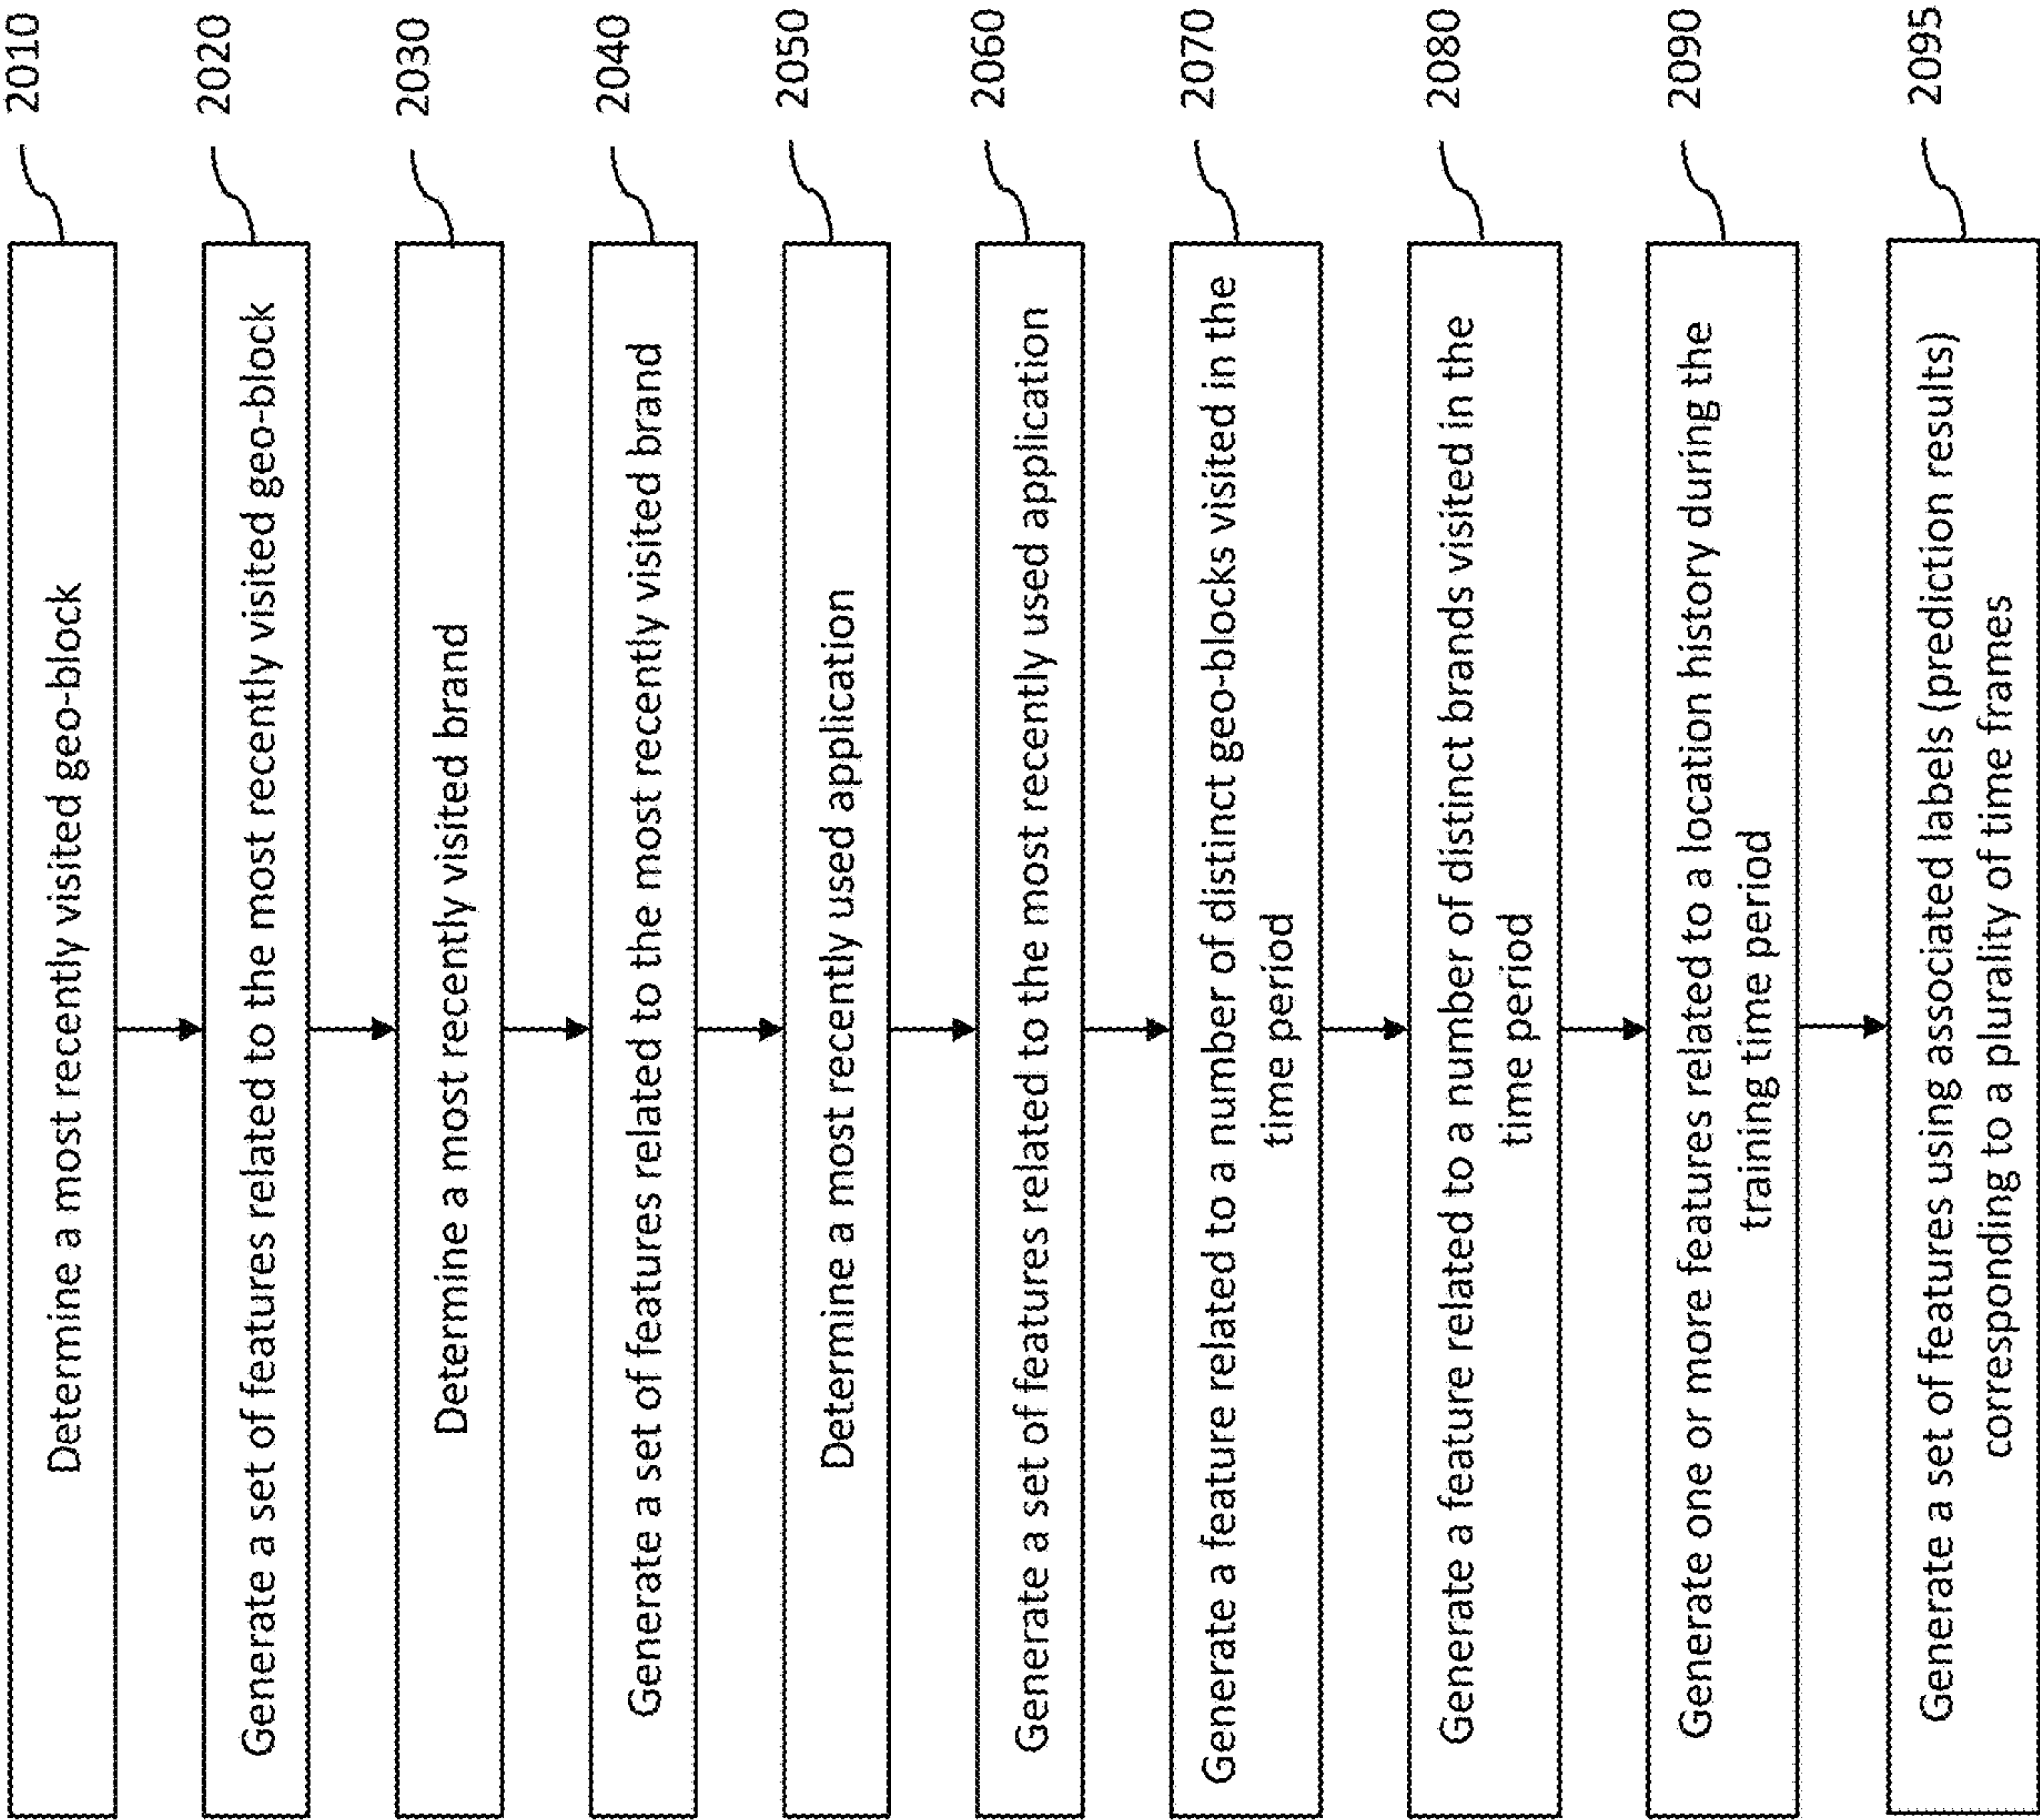 Determine a most recently visited geo-block
2010
Generate a set of features related to the most recently visited geo-block
2020
Determine a most recently visited brand
2030
Generate a set of features related to the most recently visited brand
2040
Determine a most recently used application
2050
Generate a set of features related to the most recently used application
2060
Generate a feature related to a number of distinct geo-blocks visited in the
time period
2070
Generate a feature related to a number of distinct brands visited in the
time period
2080
Generate one or more features related to a location history during the
training time period
2090
Generate a set of features using associated labels (prediction results)
corresponding to a plurality of time frames
2095